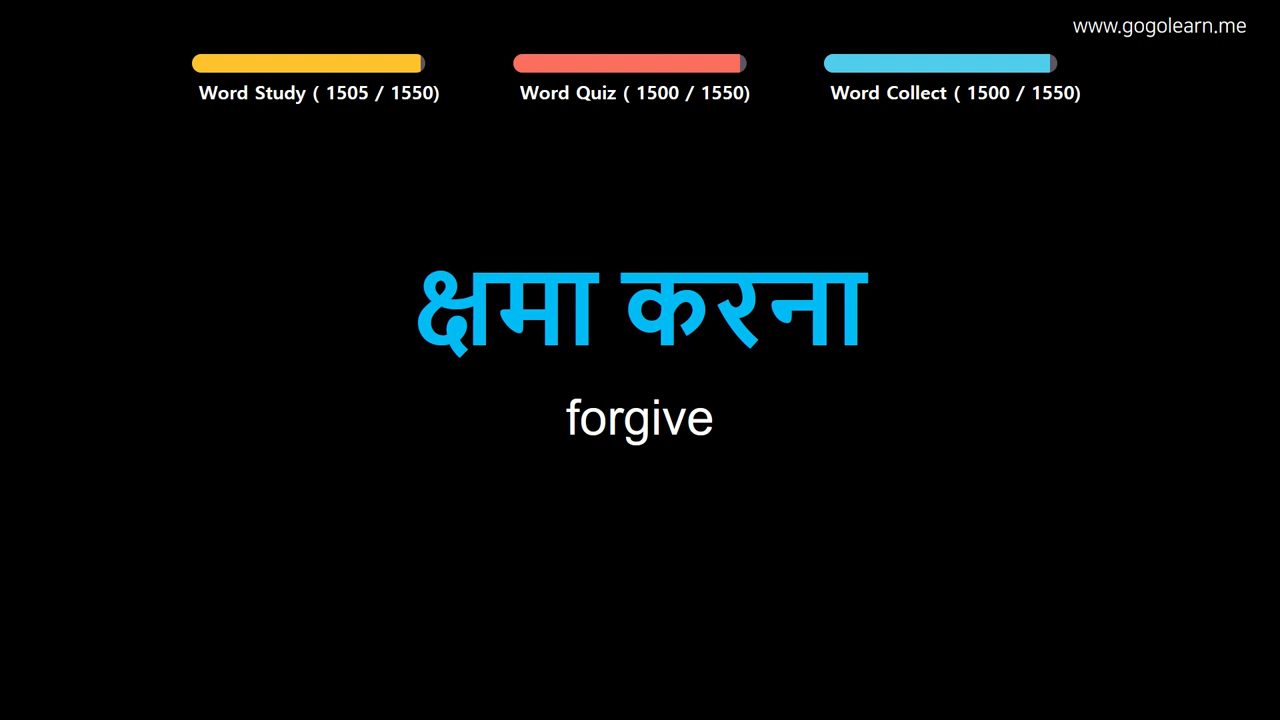 www.gogolearn.me
Word Study ( 1505 / 1550)
Word Quiz ( 1500 / 1550)
Word Collect ( 1500 / 1550)
क्षमा करना
forgive